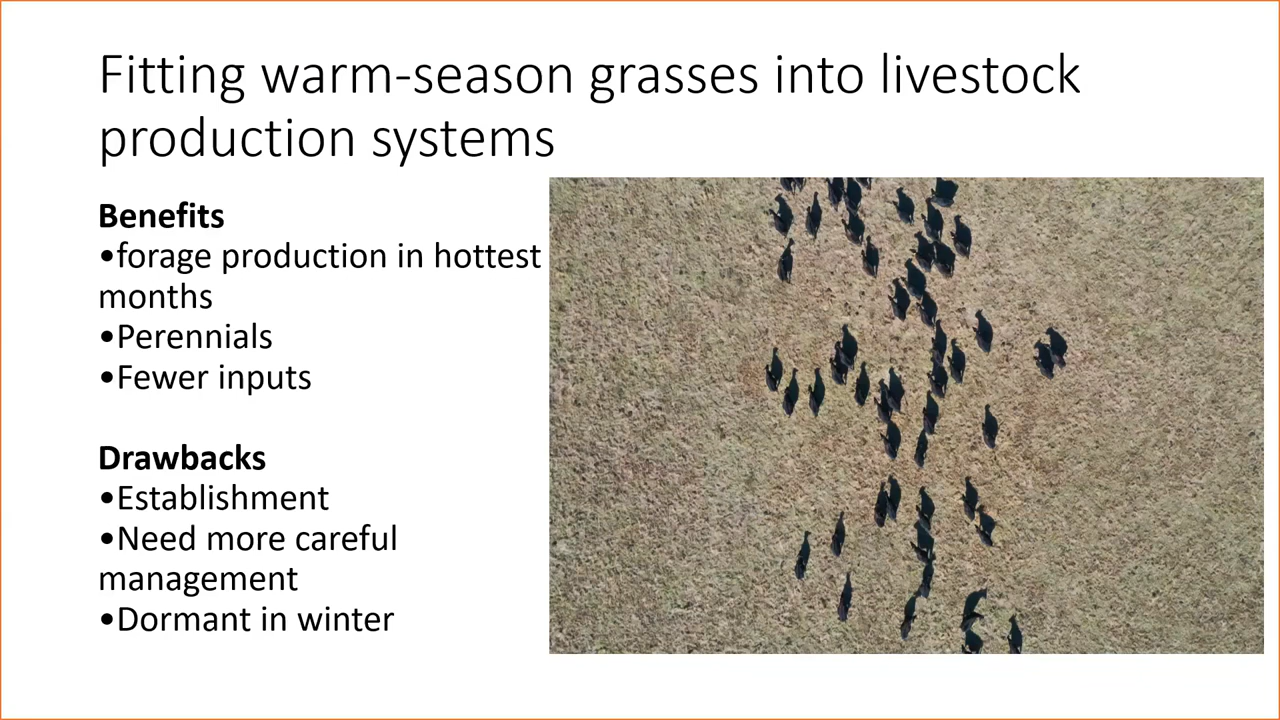 Fitting warm-season grasses into livestock
production systems
Benefits
•forage production in hottest
months
•Perennials
•Fewer inputs
Drawbacks
•Establishment
•Need more careful
management
•Dormant in winter